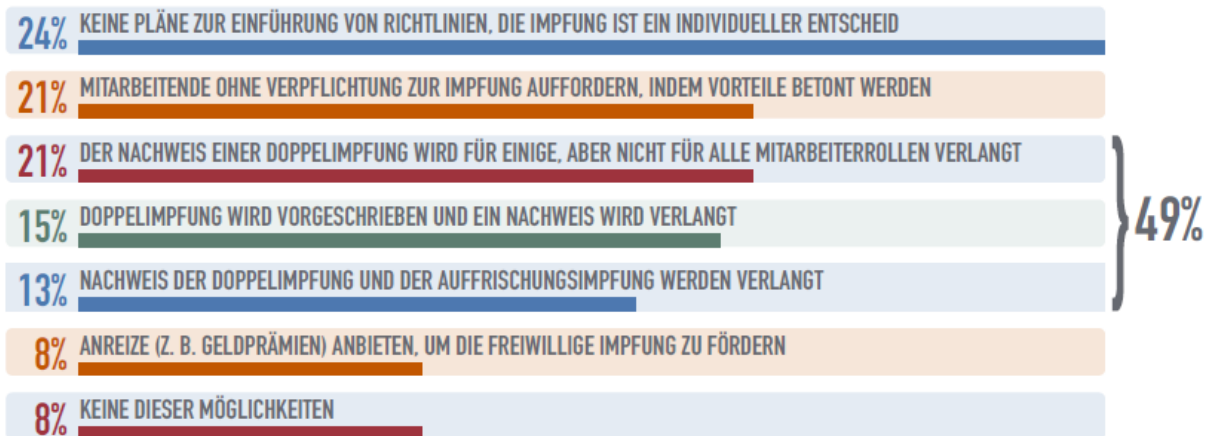 24% KEINE PLÄNE ZUR EINFÜHRUNG VON RICHTLINIEN, DIE IMPFUNG IST EIN INDIVIDUELLER ENTSCHEID
21% MITARBEITENDE OHNE VERPFLICHTUNG ZUR IMPFUNG AUFFORDERN, INDEM VORTEILE BETONT WERDEN
21% DER NACHWEIS EINER DOPPELIMPFUNG WIRD FÜR EINIGE, ABER NICHT FÜR ALLE MITARBEITERROLLEN VERLANGT
15% DOPPELIMPFUNG WIRD VORGESCHRIEBEN UND EIN NACHWEIS WIRD VERLANGT
49%
13% NACHWEIS DER DOPPELIMPFUNG UND DER AUFFRISCHUNGSIMPFUNG WERDEN VERLANGT
8% ANREIZE (Z. B. GELDPRÄMIEN) ANBIETEN, UM DIE FREIWILLIGE IMPFUNG ZU FÖRDERN
8% KEINE DIESER MÖGLICHKEITEN